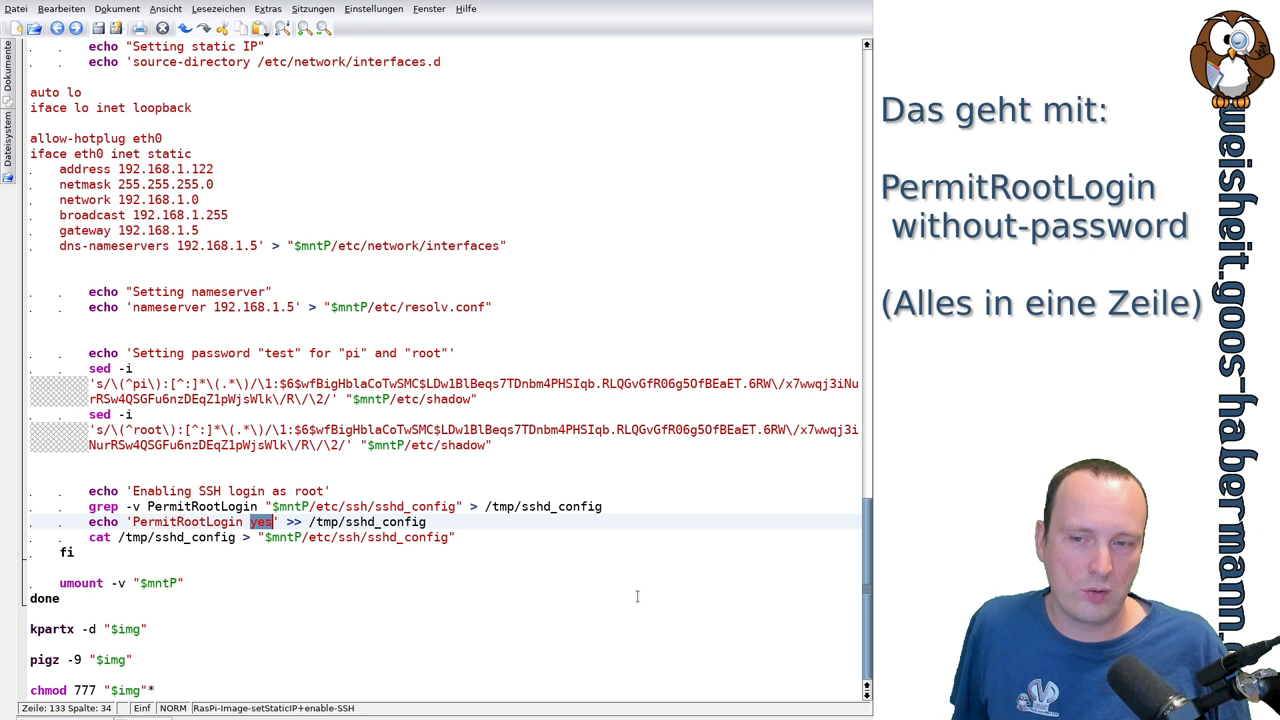 Datei Bearbeiten Dokument Ansicht Lesezeichen Extras Sitzungen Einstellungen Fenster Hilfe
Dokumente
Dateisystem
echo "Setting static IP"
echo 'source-directory /etc/network/interfaces.d
auto lo
iface lo inet loopback
allow-hotplug eth0
iface eth0 inet static
address 192.168.1.122
netmask 255.255.255.0
network 192.168.1.0
broadcast 192.168.1.255
gateway 192.168.1.5
dns-nameservers 192.168.1.5' > "$mntP/etc/network/interfaces"
echo "Setting nameserver"
echo 'nameserver 192.168.1.5' > "$mntP/etc/resolv.conf"
echo 'Setting password "test" for "pi" and "root"'
sed -i
's/\(^pi\):[^:]*\(.*\)/\1:$6$wfBigHblaCoTwSMC$LDw1BlBeqs7TDnbm4PHSIqb.RLQGvGfR06g5OfBEaET.6RW\/x7wwqj3iNu
rRSw4QSGFu6nzDEqZ1pWjsWlk\/R\/\2/' "$mntP/etc/shadow"
sed -i
's/\(^root\):[^:]*\(.*\)/\1:$6$wfBigHblaCoTwSMC$LDw1BlBeqs7TDnbm4PHSIqb.RLQGvGfR06g5OfBEaET.6RW\/x7wwqj3i
NurRSw4QSGFu6nzDEqZ1pWjsWlk\/R\/\2/' "$mntP/etc/shadow"
echo 'Enabling SSH login as root'
grep -v PermitRootLogin "$mntP/etc/ssh/sshd_config" > /tmp/sshd_config
echo 'PermitRootLogin yes' >> /tmp/sshd_config
cat /tmp/sshd_config > "$mntP/etc/ssh/sshd_config"
fi
umount -v "$mntP"
done
kpartx -d "$img"
pigz -9 "$img"
chmod 777 "$img"*
Zeile: 133 Spalte: 34 Einf NORM RasPi-Image-setStaticIP+enable-SSH
Das geht mit:
PermitRootLogin
without-password
(Alles in eine Zeile)
weisheit.goos-habermann.